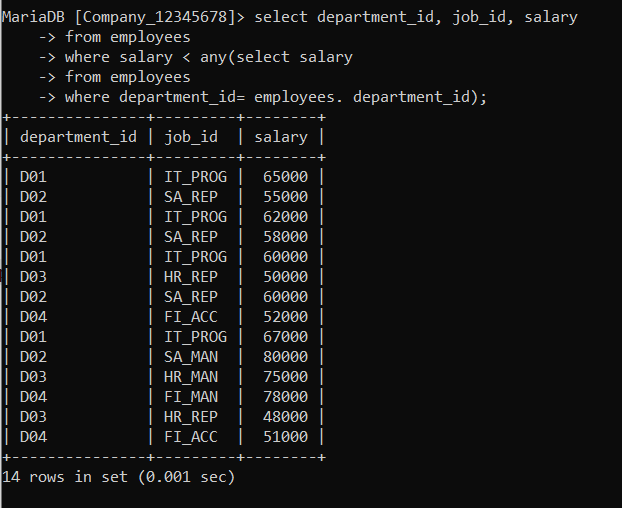 MariaDB [Company_12345678]> select department_id, job_id, salary
    -> from employees
    -> where salary < any(select salary
    -> from employees
    -> where department_id= employees. department_id);
+---------------+---------+--------+
| department_id | job_id  | salary |
+---------------+---------+--------+
| D01           | IT_PROG |  65000 |
| D02           | SA_REP  |  55000 |
| D01           | IT_PROG |  62000 |
| D02           | SA_REP  |  58000 |
| D01           | IT_PROG |  60000 |
| D03           | HR_REP  |  50000 |
| D02           | SA_REP  |  60000 |
| D04           | FI_ACC  |  52000 |
| D01           | IT_PROG |  67000 |
| D02           | SA_MAN  |  80000 |
| D03           | HR_MAN  |  75000 |
| D04           | FI_MAN  |  78000 |
| D03           | HR_REP  |  48000 |
| D04           | FI_ACC  |  51000 |
+---------------+---------+--------+
14 rows in set (0.001 sec)